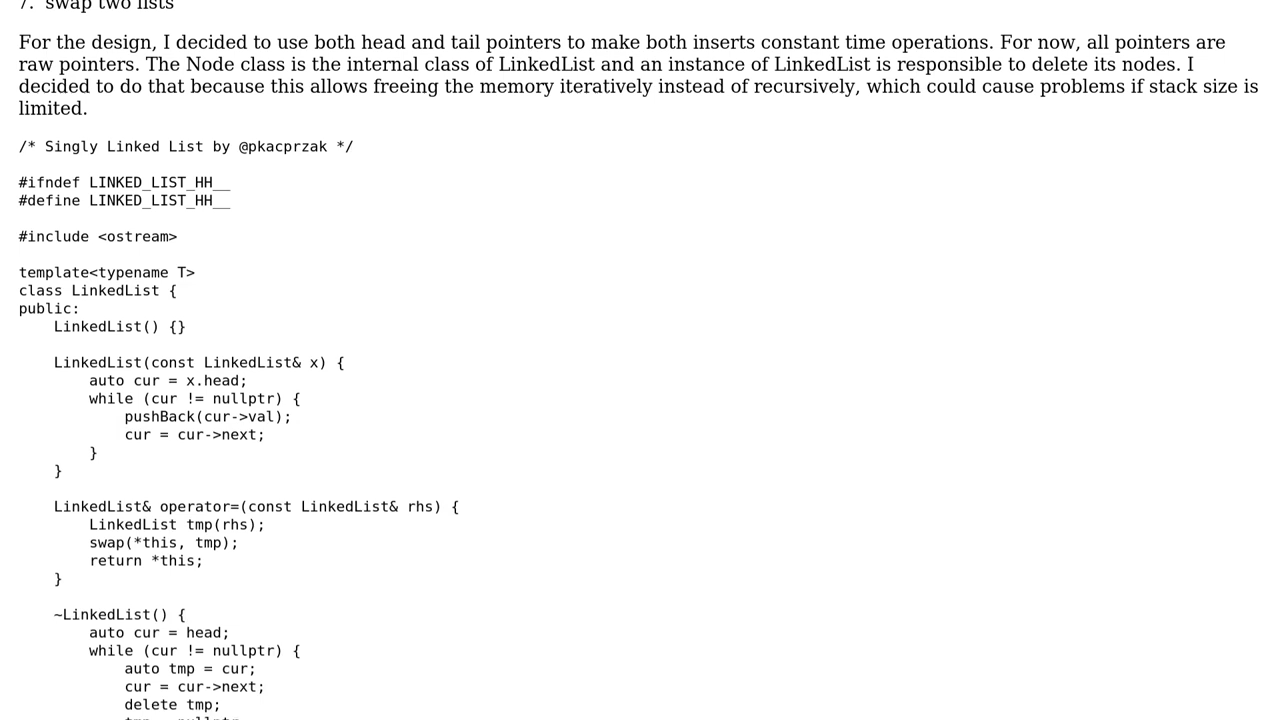 7. swap two lists
For the design, I decided to use both head and tail pointers to make both inserts constant time operations. For now, all pointers are
raw pointers. The Node class is the internal class of LinkedList and an instance of LinkedList is responsible to delete its nodes. I
decided to do that because this allows freeing the memory iteratively instead of recursively, which could cause problems if stack size is
limited.
/* Singly Linked List by @pkacprzak */
#ifndef LINKED_LIST_HH__
#define LINKED_LIST_HH__
#include <ostream>
template<typename T>
class LinkedList {
public:
    LinkedList() {}
    LinkedList(const LinkedList& x) {
        auto cur = x.head;
        while (cur != nullptr) {
            pushBack(cur->val);
            cur = cur->next;
        }
    }
    LinkedList& operator=(const LinkedList& rhs) {
        LinkedList tmp(rhs);
        swap(*this, tmp);
        return *this;
    }
    ~LinkedList() {
        auto cur = head;
        while (cur != nullptr) {
            auto tmp = cur;
            cur = cur->next;
            delete tmp;